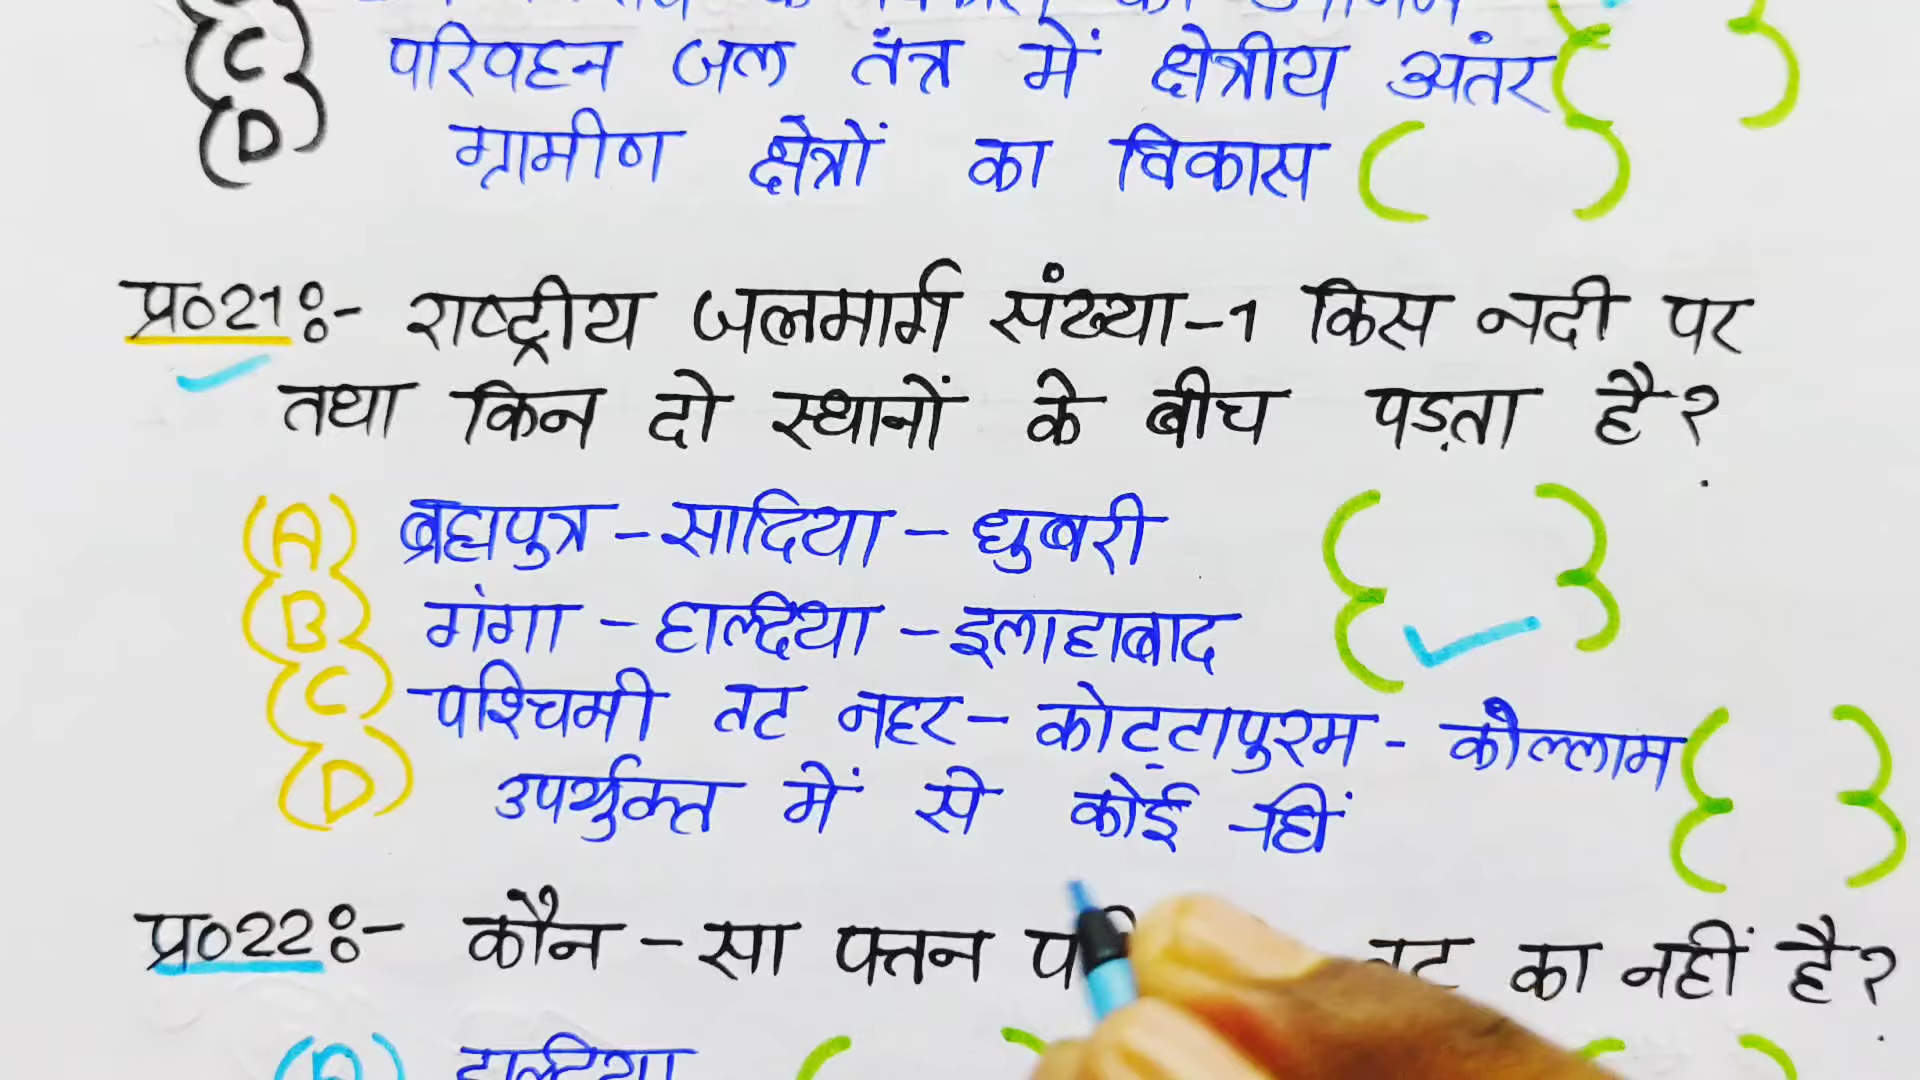 (C) परिवहन जल तंत्र में क्षेत्रीय अंतर { }
(D) ग्रामीण क्षेत्रों का विकास ( )
प्र०21ः- राष्ट्रीय जलमार्ग संख्या-1 किस नदी पर
तथा किन दो स्थानों के बीच पड़ता है?
(A) ब्रह्मपुत्र - सादिया - धुबरी
(B) गंगा - हाल्दिया - इलाहाबाद
(C) पश्चिमी तट नहर - कोट्टापुरम - कोल्लाम
(D) उपर्युक्त में से कोई नहीं
प्र०22ः- कौन - सा पत्तन तट का नहीं है?
हाल्दिया